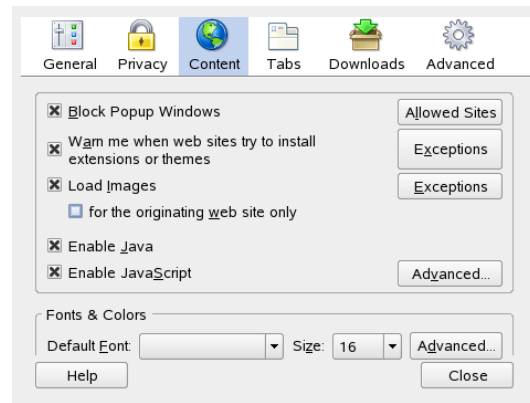 General Privacy Content Tabs Downloads Advanced
Block Popup Windows Allowed Sites
Warn me when web sites try to install
extensions or themes
Exceptions
Load Images Exceptions
for the originating web site only
Enable Java
Enable JavaScript Advanced...
Fonts & Colors
Default Font: Size: 16 Advanced...
Help Close